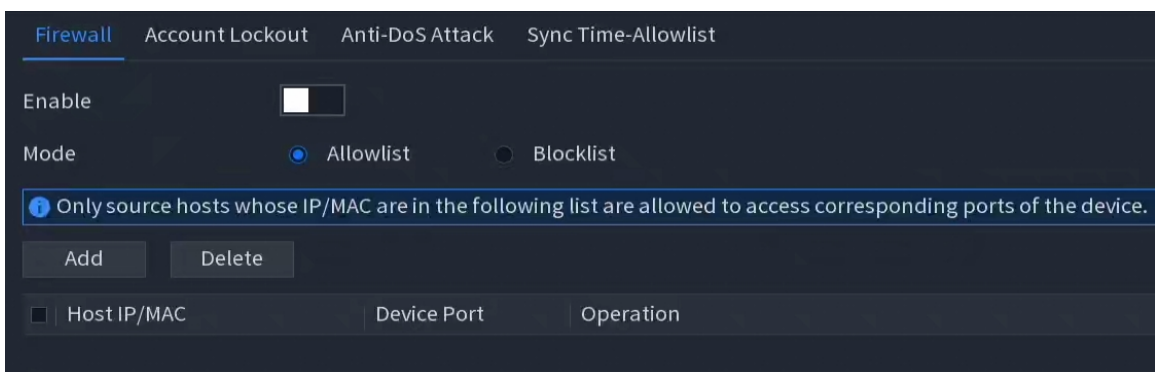 Firewall Account Lockout Anti-DoS Attack Sync Time-Allowlist
Enable
Mode Allowlist Blocklist
Only source hosts whose IP/MAC are in the following list are allowed to access corresponding ports of the device.
Add Delete
Host IP/MAC Device Port Operation